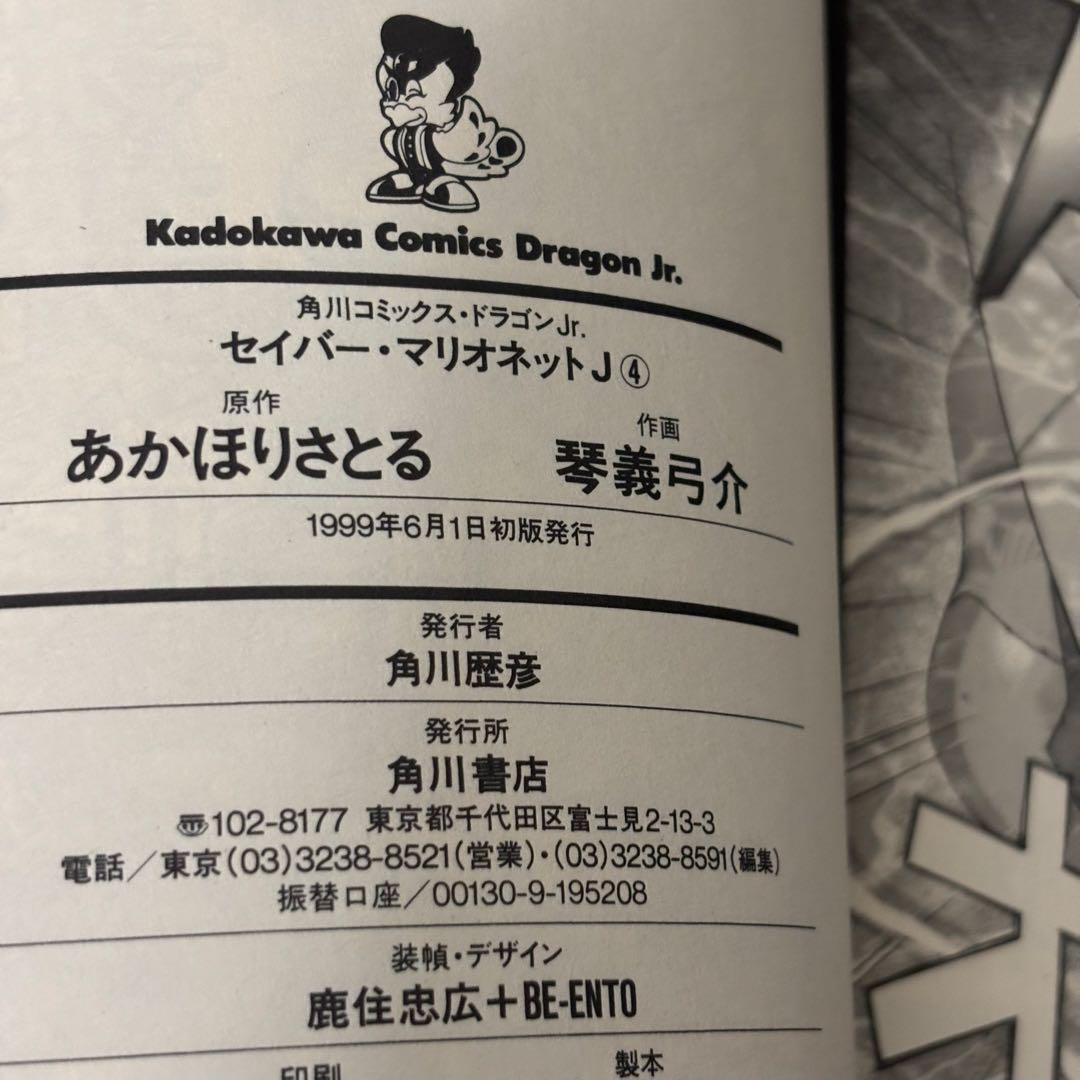 Kadokawa Comics Dragon Jr.
角川コミックス・ドラゴンJr.
セイバー・マリオネットJ④
原作
あかほりさとる
作画
琴義弓介
1999年6月1日初版発行
発行者
角川歴彦
発行所
角川書店
〠102-8177 東京都千代田区富士見2-13-3
電話/東京(03)3238-8521(営業)・(03)3238-8591(編集)
振替口座/00130-9-195208
装幀・デザイン
鹿住忠広+BE-ENTO
印刷
製本